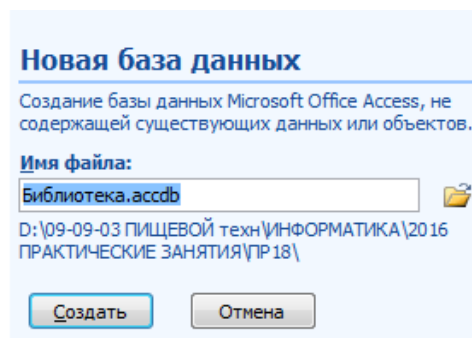 Новая база данных
Создание базы данных Microsoft Office Access, не
содержащей существующих данных или объектов.
Имя файла:
Библиотека.accdb
D:\09-09-03 ПИЩЕВОЙ техн\ИНФОРМАТИКА\2016
ПРАКТИЧЕСКИЕ ЗАНЯТИЯ\ПР18\
Создать
Отмена